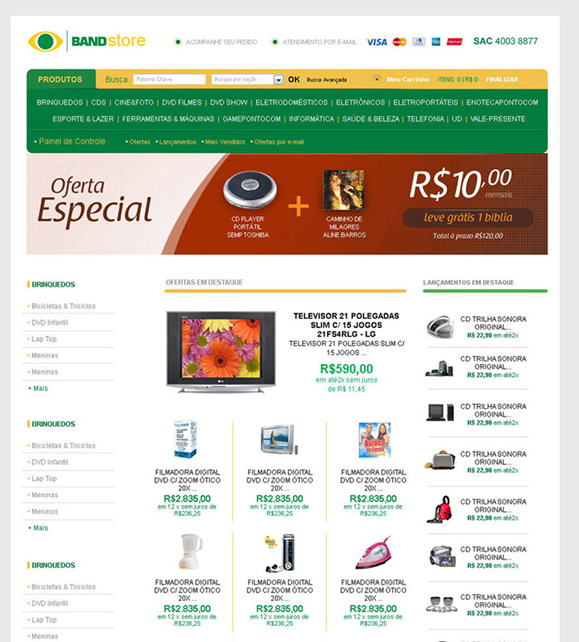 BANDstore
ACOMPANHE SEU PEDIDO
ATENDIMENTO POR E-MAIL
VISA
SAC 4003 8877
PRODUTOS
Busca
Palavra Chave
Busque por seção
OK
Busca Avançada
Meu Carrinho
ITENS: 0 | R$ 0
FINALIZAR
BRINQUEDOS | CDS | CINE&FOTO | DVD FILMES | DVD SHOW | ELETRODOMÉSTICOS | ELETRÔNICOS | ELETROPORTÁTEIS | ENOTECAPONTOCOM
ESPORTE & LAZER | FERRAMENTAS & MÁQUINAS | GAMEPONTOCOM | INFORMÁTICA | SAÚDE & BELEZA | TELEFONIA | UD | VALE-PRESENTE
• Painel de Controle
• Ofertas • Lançamentos • Mais Vendidos • Ofertas por e-mail
Oferta
Especial
CD PLAYER
PORTÁTIL
SEMP TOSHIBA
+
CAMINHO DE
MILAGRES
ALINE BARROS
R$10,00
mensais
leve grátis 1 bíblia
Total à prazo R$120,00
BRINQUEDOS
• Bicicletas & Triciclos
• DVD Infantil
• Lap Top
• Meninas
• Meninos
+ Mais
BRINQUEDOS
• Bicicletas & Triciclos
• DVD Infantil
• Lap Top
• Meninas
• Meninos
+ Mais
BRINQUEDOS
• Bicicletas & Triciclos
• DVD Infantil
• Lap Top
• Meninas
OFERTAS EM DESTAQUE
TELEVISOR 21 POLEGADAS
SLIM C/ 15 JOGOS
21FS4RLG - LG
TELEVISOR 21 POLEGADAS SLIM C/
15 JOGOS ...
R$590,00
em até2x sem juros
de R$ 11,45
FILMADORA DIGITAL
DVD C/ ZOOM ÓTICO
20X ...
R$2.835,00
em 12 x sem juros de
R$236,25
FILMADORA DIGITAL
DVD C/ ZOOM ÓTICO
20X ...
R$2.835,00
em 12 x sem juros de
R$236,25
FILMADORA DIGITAL
DVD C/ ZOOM ÓTICO
20X ...
R$2.835,00
em 12 x sem juros de
R$236,25
FILMADORA DIGITAL
DVD C/ ZOOM ÓTICO
20X ...
R$2.835,00
em 12 x sem juros de
R$236,25
FILMADORA DIGITAL
DVD C/ ZOOM ÓTICO
20X ...
R$2.835,00
em 12 x sem juros de
R$236,25
FILMADORA DIGITAL
DVD C/ ZOOM ÓTICO
20X ...
R$2.835,00
em 12 x sem juros de
R$236,25
LANÇAMENTOS EM DESTAQUE
CD TRILHA SONORA
ORIGINAL...
R$ 22,90 em até2x
CD TRILHA SONORA
ORIGINAL...
R$ 22,90 em até2x
CD TRILHA SONORA
ORIGINAL...
R$ 22,90 em até2x
CD TRILHA SONORA
ORIGINAL...
R$ 22,90 em até2x
CD TRILHA SONORA
ORIGINAL...
R$ 22,90 em até2x
CD TRILHA SONORA
ORIGINAL...
R$ 22,90 em até2x
CD TRILHA SONORA
ORIGINAL...
R$ 22,90 em até2x